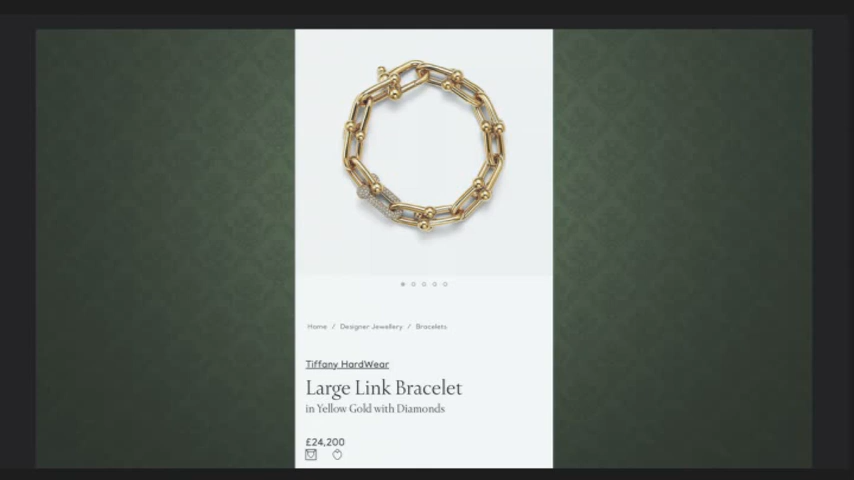 Home / Designer Jewellery / Bracelets
Tiffany HardWear
Large Link Bracelet
in Yellow Gold with Diamonds
£24,200